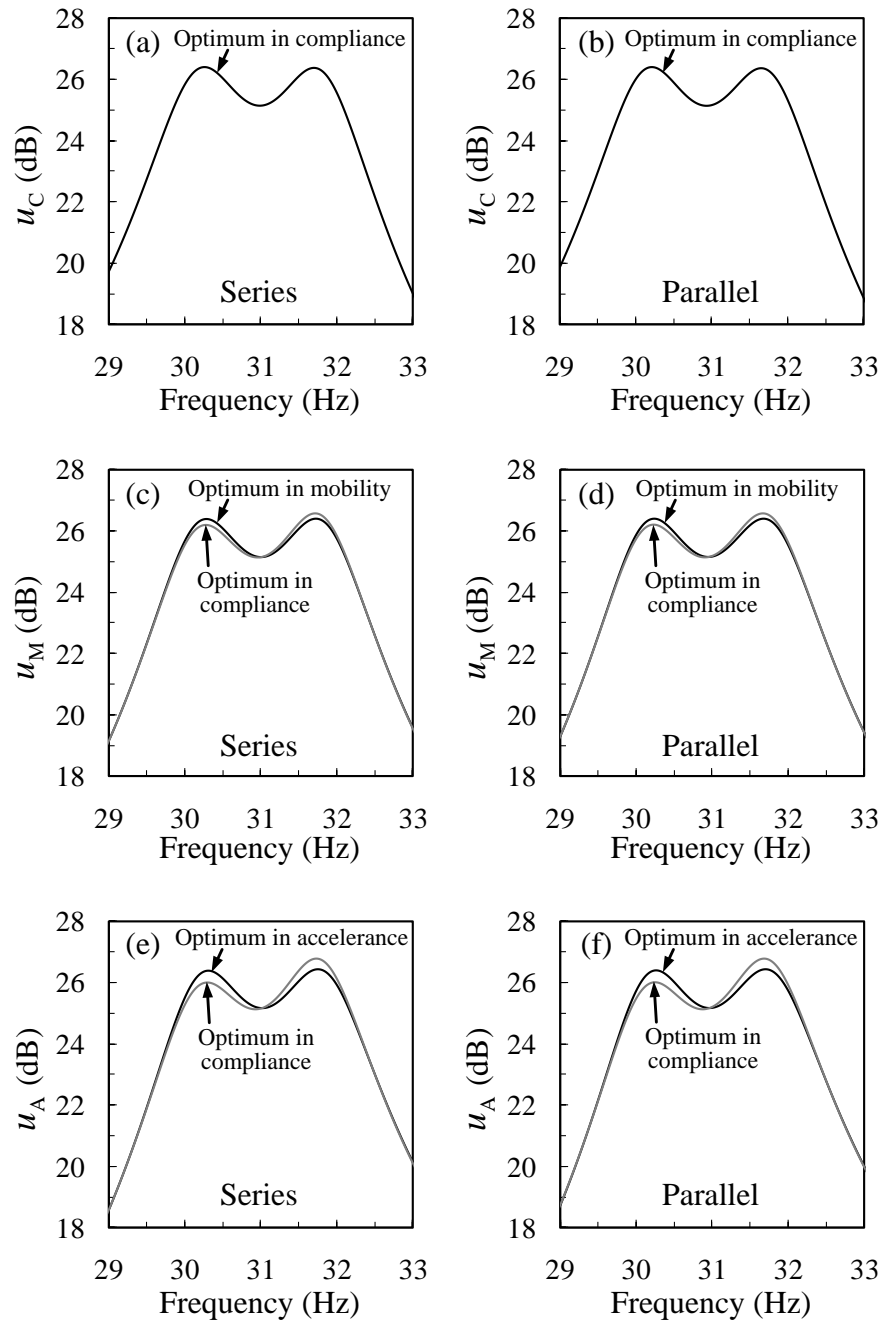 (a) Optimum in compliance
28
26
24
22
20
18
u_C (dB)
Series
29 30 31 32 33
Frequency (Hz)
(b) Optimum in compliance
28
26
24
22
20
18
u_C (dB)
Parallel
29 30 31 32 33
Frequency (Hz)
(c) Optimum in mobility
Optimum in
compliance
28
26
24
22
20
18
u_M (dB)
Series
29 30 31 32 33
Frequency (Hz)
(d) Optimum in mobility
Optimum in
compliance
28
26
24
22
20
18
u_M (dB)
Parallel
29 30 31 32 33
Frequency (Hz)
(e) Optimum in accelerance
Optimum in
compliance
28
26
24
22
20
18
u_A (dB)
Series
29 30 31 32 33
Frequency (Hz)
(f) Optimum in accelerance
Optimum in
compliance
28
26
24
22
20
18
u_A (dB)
Parallel
29 30 31 32 33
Frequency (Hz)